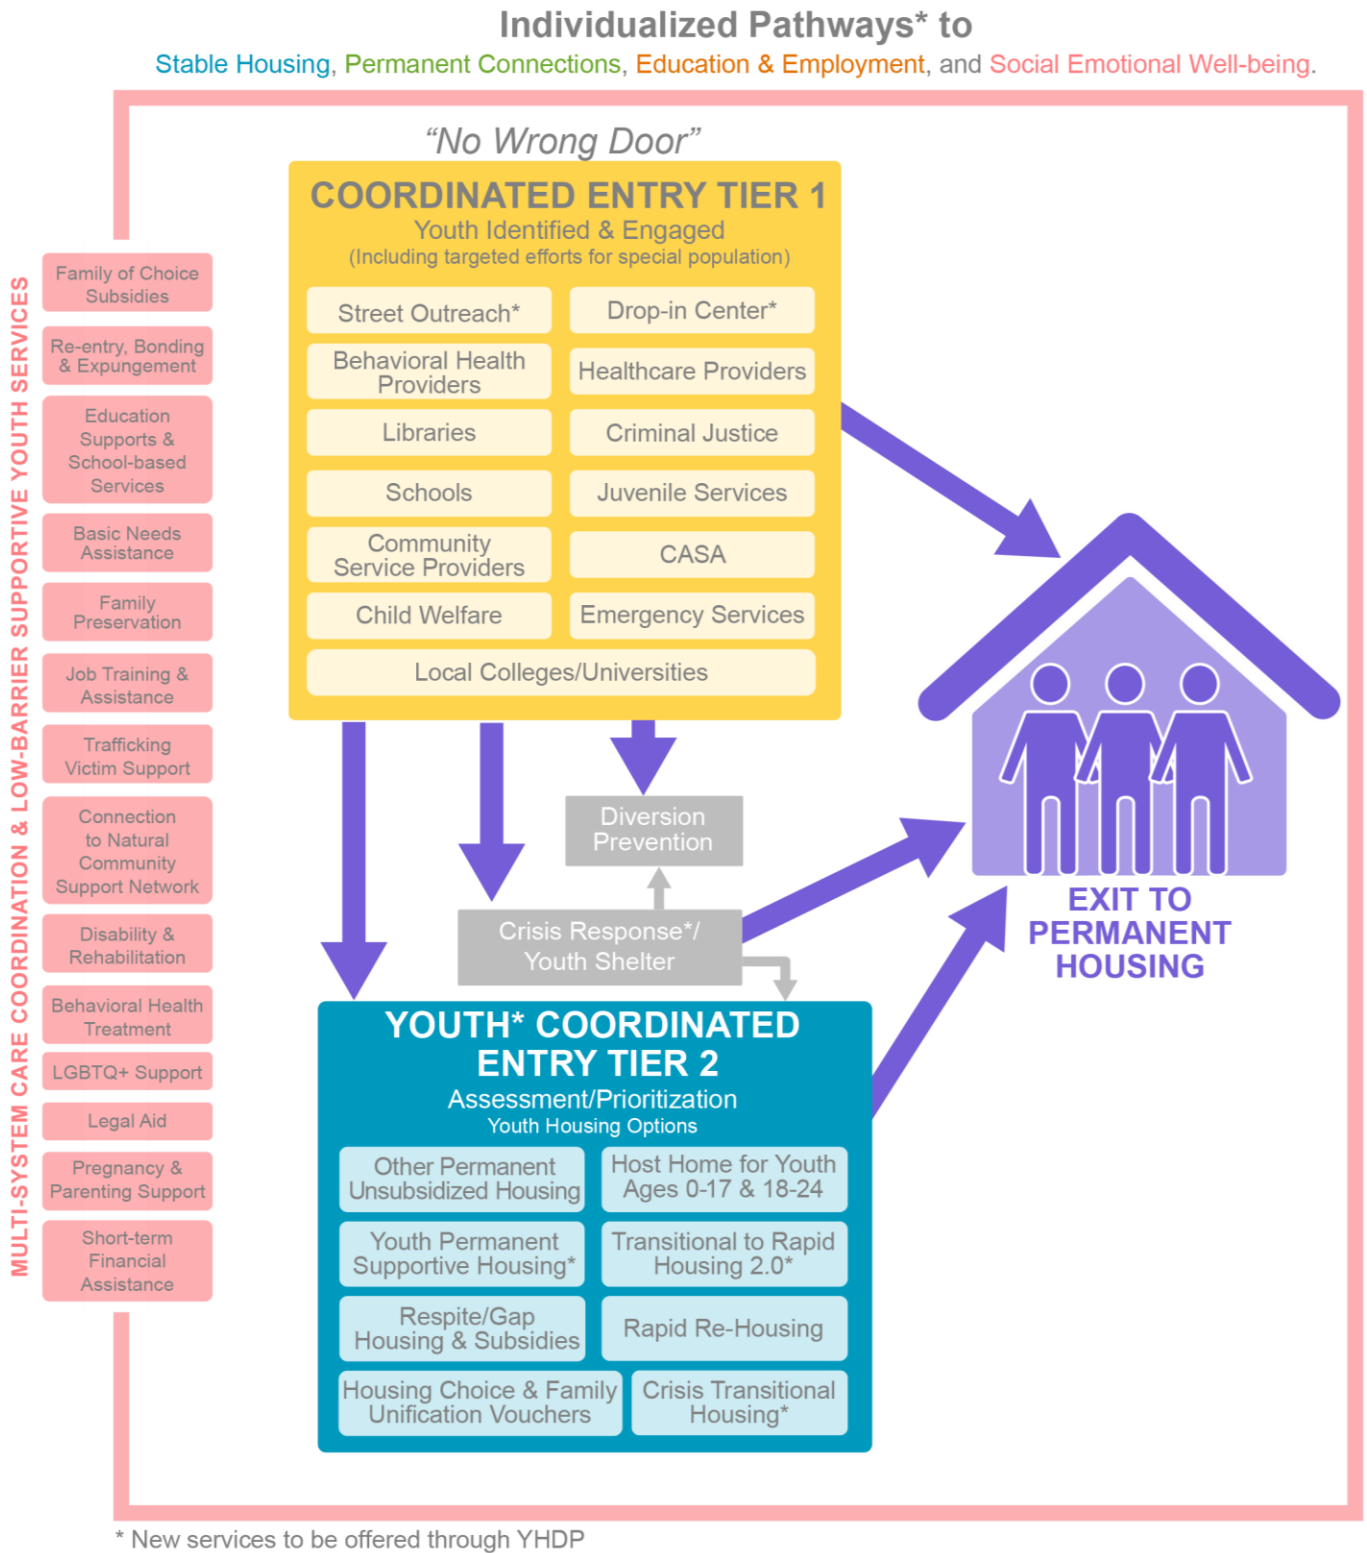 Individualized Pathways* to
Stable Housing, Permanent Connections, Education & Employment, and Social Emotional Well-being.
MULTI-SYSTEM CARE COORDINATION & LOW-BARRIER SUPPORTIVE YOUTH SERVICES
Family of Choice
Subsidies
Re-entry, Bonding
& Expungement
Education
Supports &
School-based
Services
Basic Needs
Assistance
Family
Preservation
Job Training &
Assistance
Trafficking
Victim Support
Connection
to Natural
Community
Support Network
Disability &
Rehabilitation
Behavioral Health
Treatment
LGBTQ+ Support
Legal Aid
Pregnancy &
Parenting Support
Short-term
Financial
Assistance
“No Wrong Door”
COORDINATED ENTRY TIER 1
Youth Identified & Engaged
(Including targeted efforts for special population)
Street Outreach*
Drop-in Center*
Behavioral Health
Providers
Healthcare Providers
Libraries
Criminal Justice
Schools
Juvenile Services
Community
Service Providers
CASA
Child Welfare
Emergency Services
Local Colleges/Universities
Diversion
Prevention
Crisis Response*/
Youth Shelter
EXIT TO
PERMANENT
HOUSING
YOUTH* COORDINATED
ENTRY TIER 2
Assessment/Prioritization
Youth Housing Options
Other Permanent
Unsubsidized Housing
Host Home for Youth
Ages 0-17 & 18-24
Youth Permanent
Supportive Housing*
Transitional to Rapid
Housing 2.0*
Respite/Gap
Housing & Subsidies
Rapid Re-Housing
Housing Choice & Family
Unification Vouchers
Crisis Transitional
Housing*
* New services to be offered through YHDP